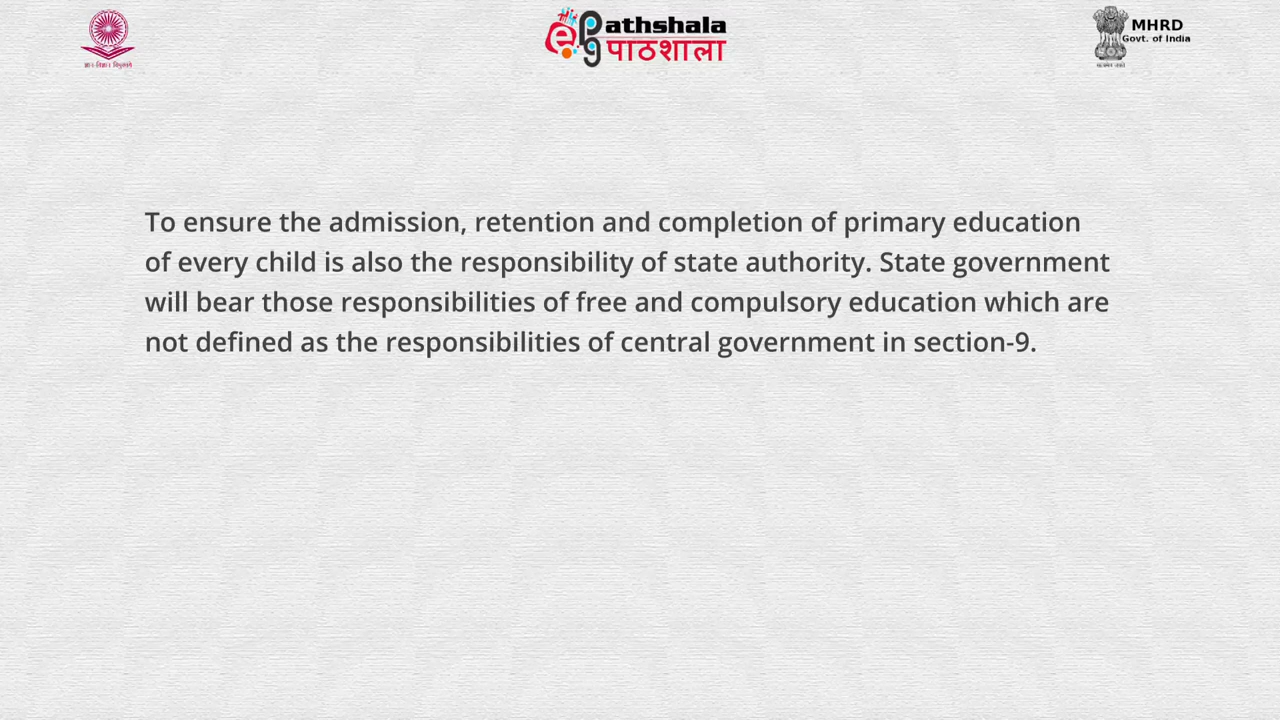 ePG Pathshala
पाठशाला
MHRD
Govt. of India
To ensure the admission, retention and completion of primary education
of every child is also the responsibility of state authority. State government
will bear those responsibilities of free and compulsory education which are
not defined as the responsibilities of central government in section-9.